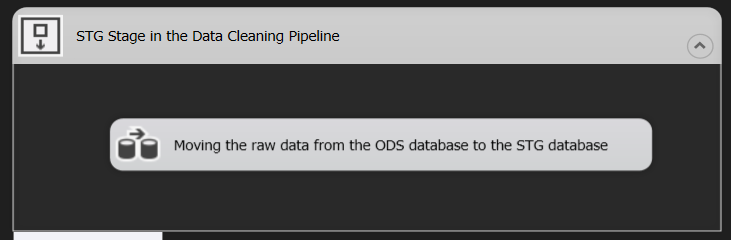 STG Stage in the Data Cleaning Pipeline
Moving the raw data from the ODS database to the STG database